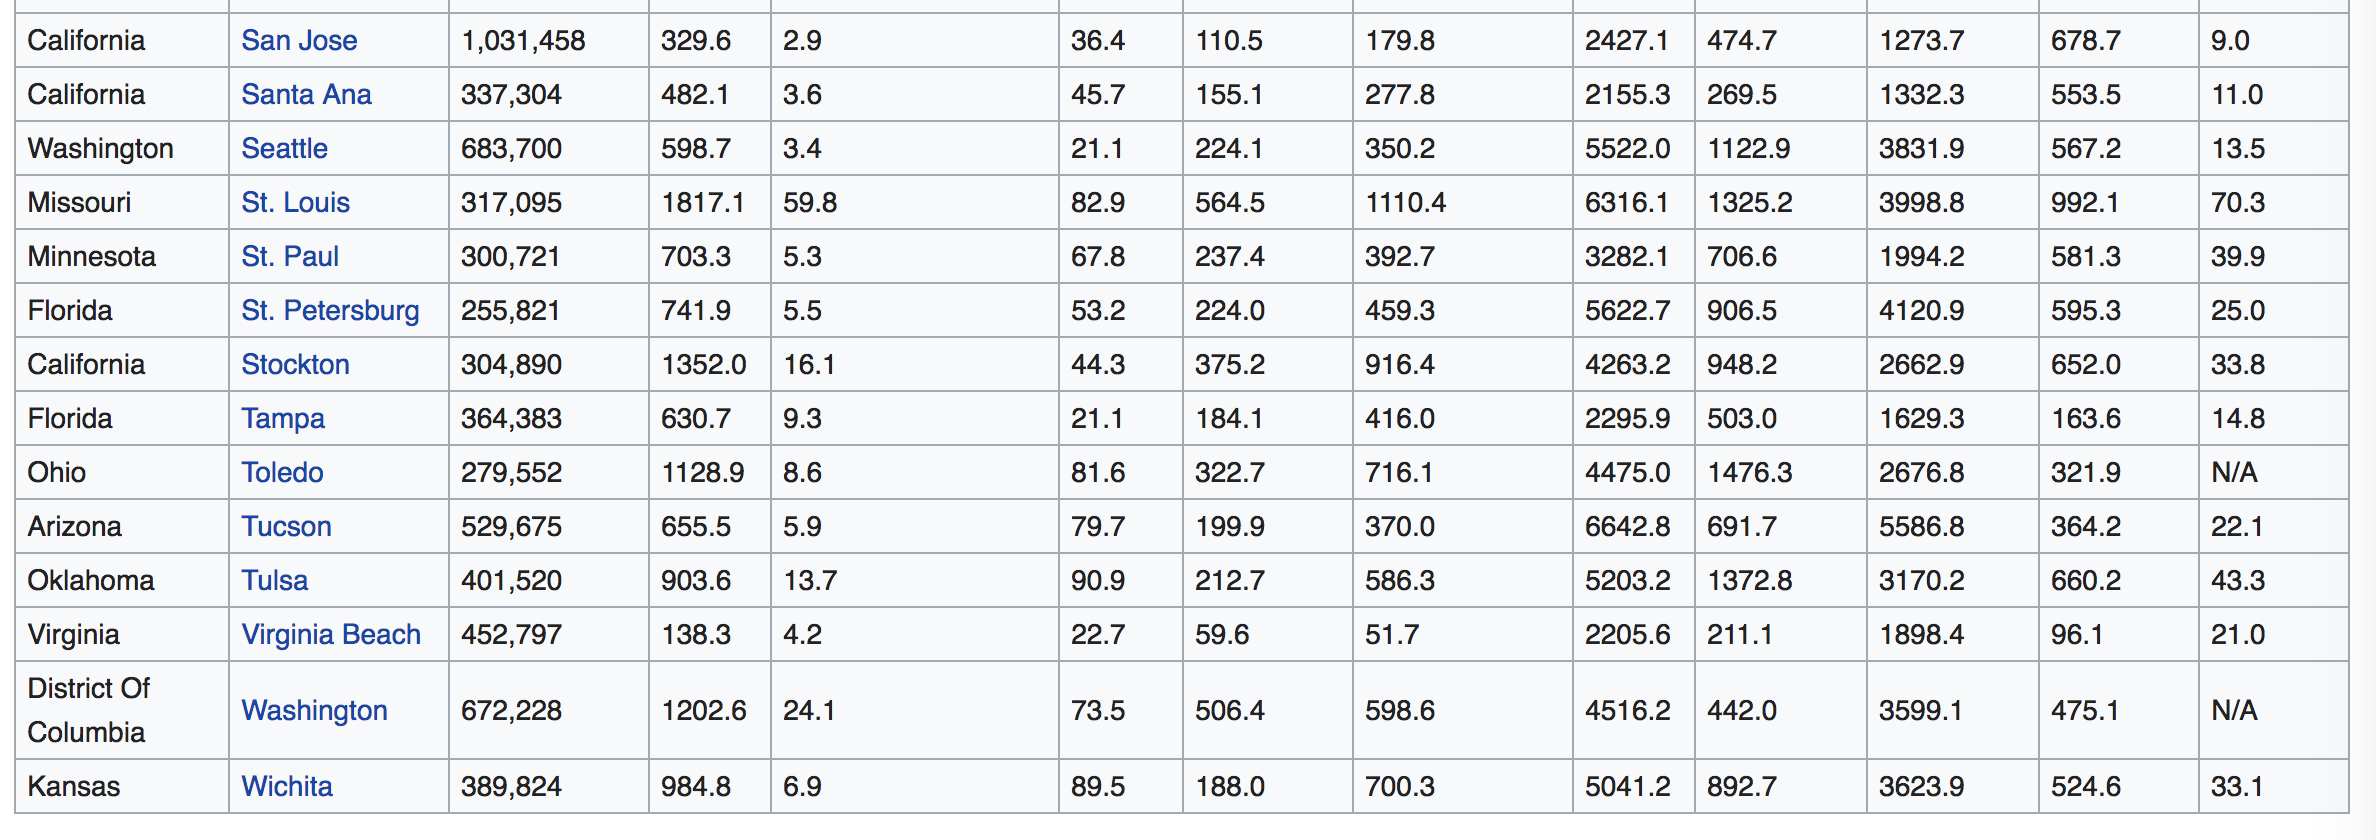 California San Jose 1,031,458 329.6 2.9 36.4 110.5 179.8 2427.1 474.7 1273.7 678.7 9.0
California Santa Ana 337,304 482.1 3.6 45.7 155.1 277.8 2155.3 269.5 1332.3 553.5 11.0
Washington Seattle 683,700 598.7 3.4 21.1 224.1 350.2 5522.0 1122.9 3831.9 567.2 13.5
Missouri St. Louis 317,095 1817.1 59.8 82.9 564.5 1110.4 6316.1 1325.2 3998.8 992.1 70.3
Minnesota St. Paul 300,721 703.3 5.3 67.8 237.4 392.7 3282.1 706.6 1994.2 581.3 39.9
Florida St. Petersburg 255,821 741.9 5.5 53.2 224.0 459.3 5622.7 906.5 4120.9 595.3 25.0
California Stockton 304,890 1352.0 16.1 44.3 375.2 916.4 4263.2 948.2 2662.9 652.0 33.8
Florida Tampa 364,383 630.7 9.3 21.1 184.1 416.0 2295.9 503.0 1629.3 163.6 14.8
Ohio Toledo 279,552 1128.9 8.6 81.6 322.7 716.1 4475.0 1476.3 2676.8 321.9 N/A
Arizona Tucson 529,675 655.5 5.9 79.7 199.9 370.0 6642.8 691.7 5586.8 364.2 22.1
Oklahoma Tulsa 401,520 903.6 13.7 90.9 212.7 586.3 5203.2 1372.8 3170.2 660.2 43.3
Virginia Virginia Beach 452,797 138.3 4.2 22.7 59.6 51.7 2205.6 211.1 1898.4 96.1 21.0
District Of
Columbia Washington 672,228 1202.6 24.1 73.5 506.4 598.6 4516.2 442.0 3599.1 475.1 N/A
Kansas Wichita 389,824 984.8 6.9 89.5 188.0 700.3 5041.2 892.7 3623.9 524.6 33.1